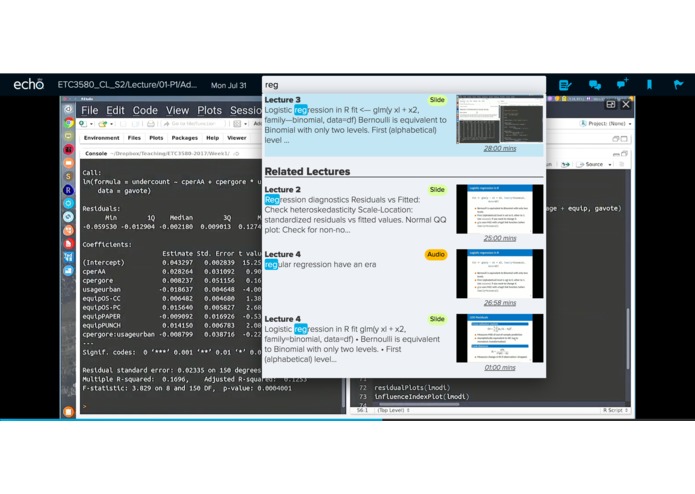 echo
ETC3580_CL_S2/Lecture/01-P1/Ad...
Mon Jul 31
reg
File Edit Code View Plots Sessio
Project: (None)
Environment Files Plots Packages Help Viewer
Console ~/Dropbox/Teaching/ETC3580-2017/Week1/
Call:
lm(formula = undercount ~ cperAA + cpergore * u
data = gavote)
Residuals:
Min 1Q Median 3Q
-0.059530 -0.012904 -0.002180 0.009013 0.1274
Coefficients:
Estimate Std. Error t valu
(Intercept) 0.043297 0.002839 15.25
cperAA 0.028264 0.031092 0.90
cpergore 0.008237 0.051156 0.16
usageurban -0.018637 0.004648 -4.00
equipOS-CC 0.006482 0.004680 1.38
equipOS-PC 0.015640 0.005827 2.68
equipPAPER -0.009092 0.016926 -0.53
equipPUNCH 0.014150 0.006783 2.08
cpergore:usageurban -0.008799 0.038716 -0.22
---
Signif. codes: 0 '***' 0.001 '**' 0.01 '*' 0.0
Residual standard error: 0.02335 on 150 degrees
Multiple R-squared: 0.1696, Adjusted R-squared: 0.1253
F-statistic: 3.829 on 8 and 150 DF, p-value: 0.0004001
>
Lecture 3
Slide
Logistic regression in R fit <— glm(y xl + x2,
family—binomial, data=df) Bernoulli is equivalent to
Binomial with only two levels. First (alphabetical)
level ...
28:00 mins
Related Lectures
Lecture 2
Slide
Regression diagnostics Residuals vs Fitted:
Check heteroskedasticity Scale-Location:
standardized residuals vs fitted values. Normal QQ
plot: Check for non-no...
25:00 mins
Lecture 4
Audio
regular regression have an era
26:58 mins
Lecture 4
Slide
Logistic regression in R fit glm(y xl + x2,
family=binomial, data=df) • Bernoulli is equivalent
to Binomial with only two levels. • First
(alphabetical) level...
01:00 mins
Source
age + equip, gavote)
72 residualPlots(lmodi)
73 influenceIndexPlot(lmodi)
74
56:1 (Top Level)
R Script